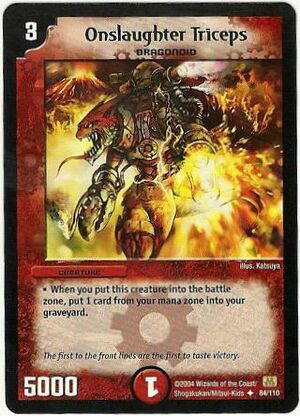 3
Onslaughter Triceps
DRAGONOID
illus. Katsuya
CREATURE
• When you put this creature into the battle
zone, put 1 card from your mana zone into your
graveyard.
The first to the front lines are the first to taste victory.
5000
1
©2004 Wizards of the Coast/
Shogakukan/Mitsui-Kids
84/110